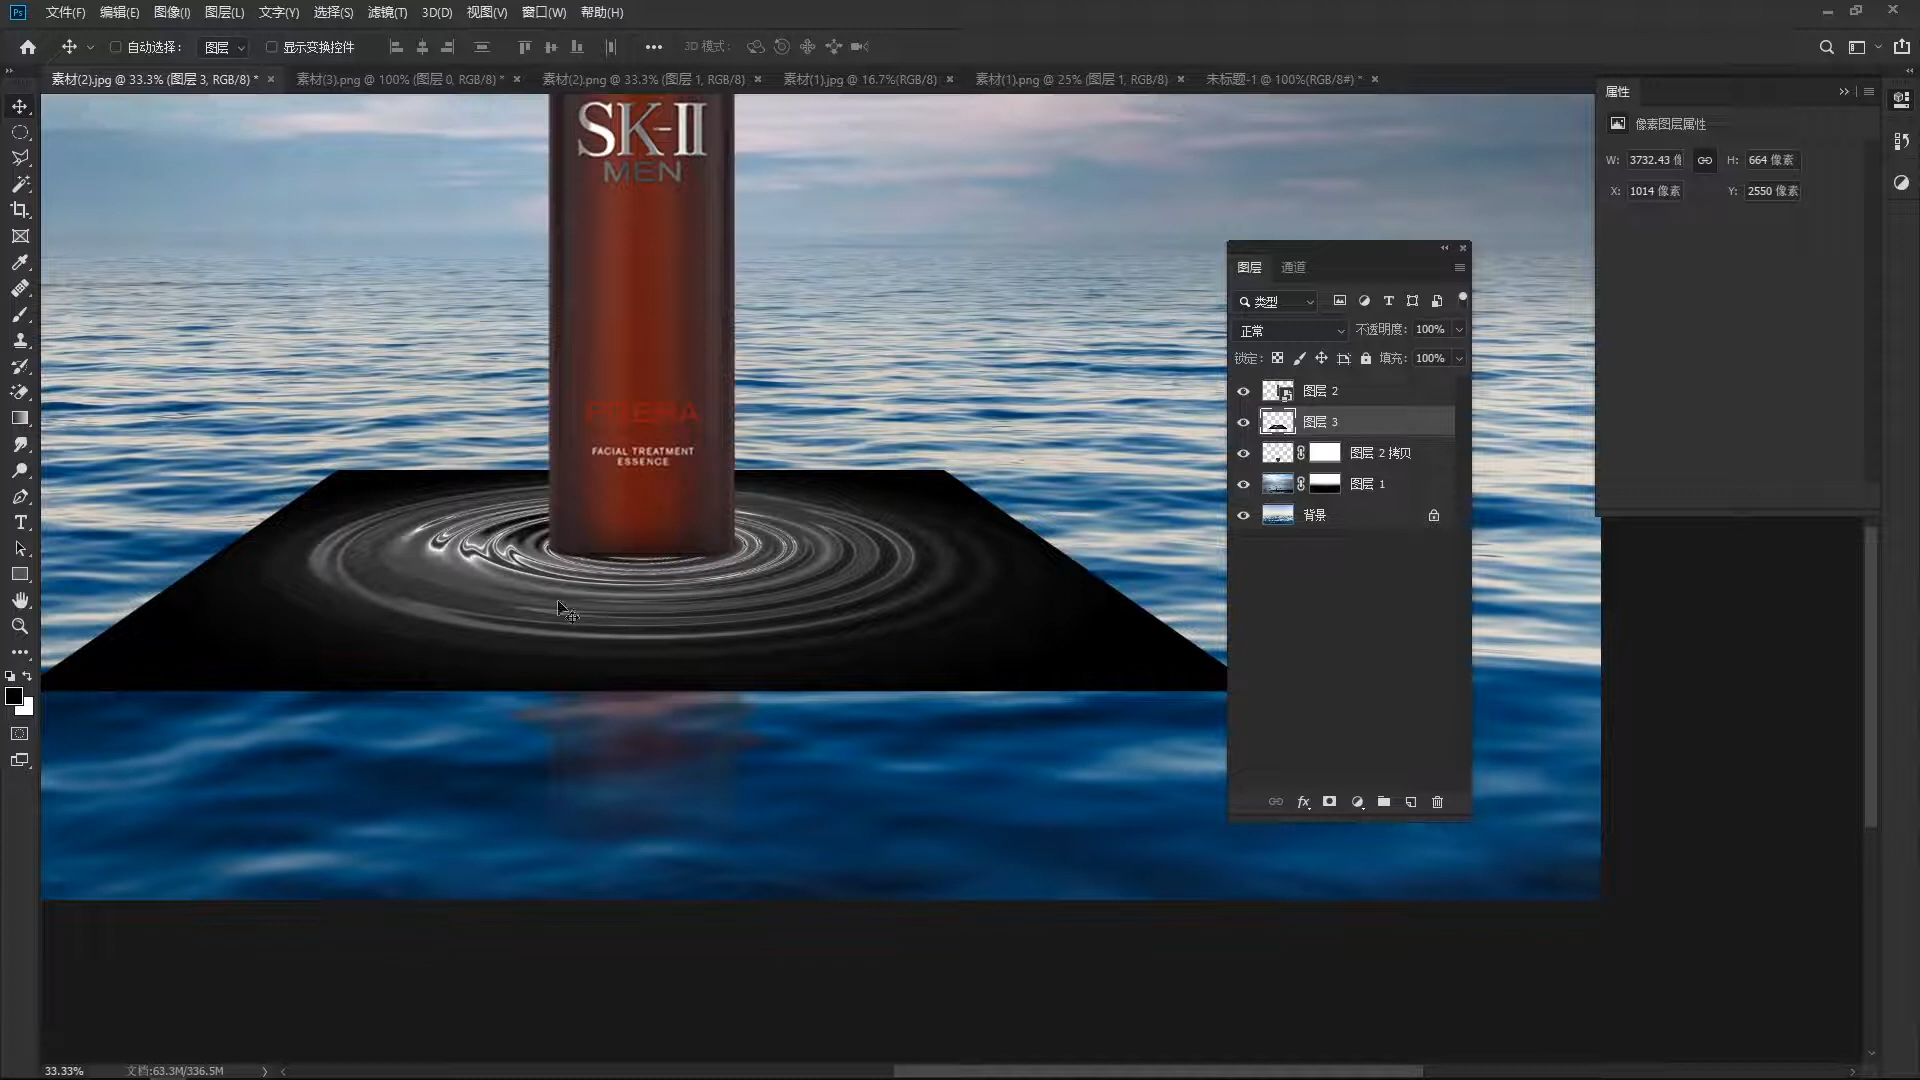 Ps 文件(F) 编辑(E) 图像(I) 图层(L) 文字(Y) 选择(S) 滤镜(T) 3D(D) 视图(V) 窗口(W) 帮助(H)
自动选择: 图层 显示变换控件 3D 模式:
素材(2).jpg @ 33.3% (图层 3, RGB/8) * × 素材(3).png @ 100% (图层 0, RGB/8) * × 素材(2).png @ 33.3% (图层 1, RGB/8) × 素材(1).jpg @ 16.7%(RGB/8) × 素材(1).png @ 25% (图层 1, RGB/8) × 未标题-1 @ 100%(RGB/8#) * ×
属性
像素图层属性
W: 3732.43 H: 664 像素
X: 1014 像素 Y: 2550 像素
SK-II
MEN
FACIAL TREATMENT
ESSENCE
图层 通道
类型
正常 不透明度: 100%
锁定: 填充: 100%
图层 2
图层 3
图层 2 拷贝
图层 1
背景
33.33% 文档:63.3M/336.5M